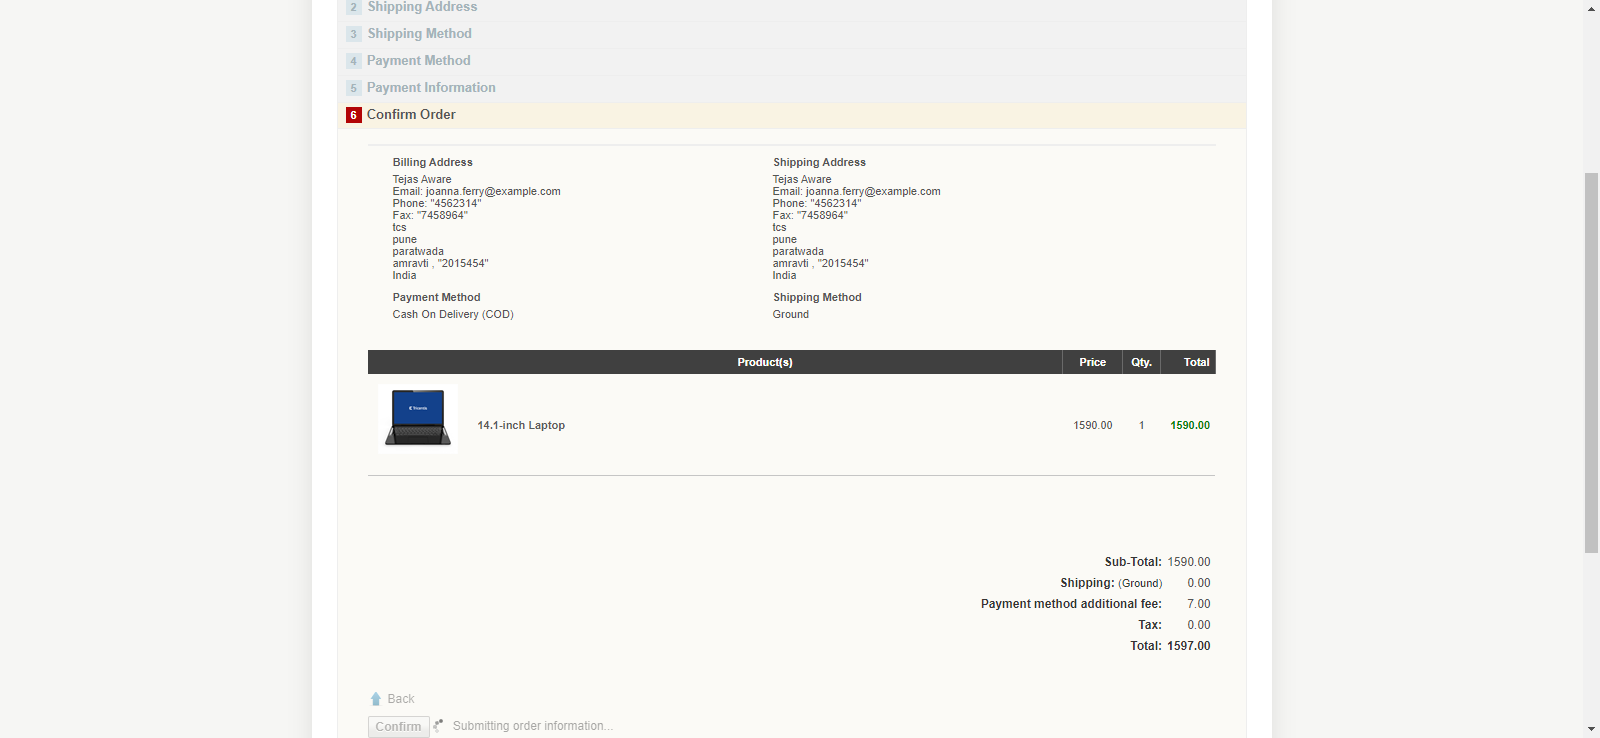 2 Shipping Address
3 Shipping Method
4 Payment Method
5 Payment Information
6 Confirm Order
Billing Address
Tejas Aware
Email: joanna.ferry@example.com
Phone: "4562314"
Fax: "7458964"
tcs
pune
paratwada
amravti , "2015454"
India
Payment Method
Cash On Delivery (COD)
Shipping Address
Tejas Aware
Email: joanna.ferry@example.com
Phone: "4562314"
Fax: "7458964"
tcs
pune
paratwada
amravti , "2015454"
India
Shipping Method
Ground
Product(s) Price Qty. Total
14.1-inch Laptop 1590.00 1 1590.00
Sub-Total: 1590.00
Shipping: (Ground) 0.00
Payment method additional fee: 7.00
Tax: 0.00
Total: 1597.00
Back
Confirm Submitting order information...